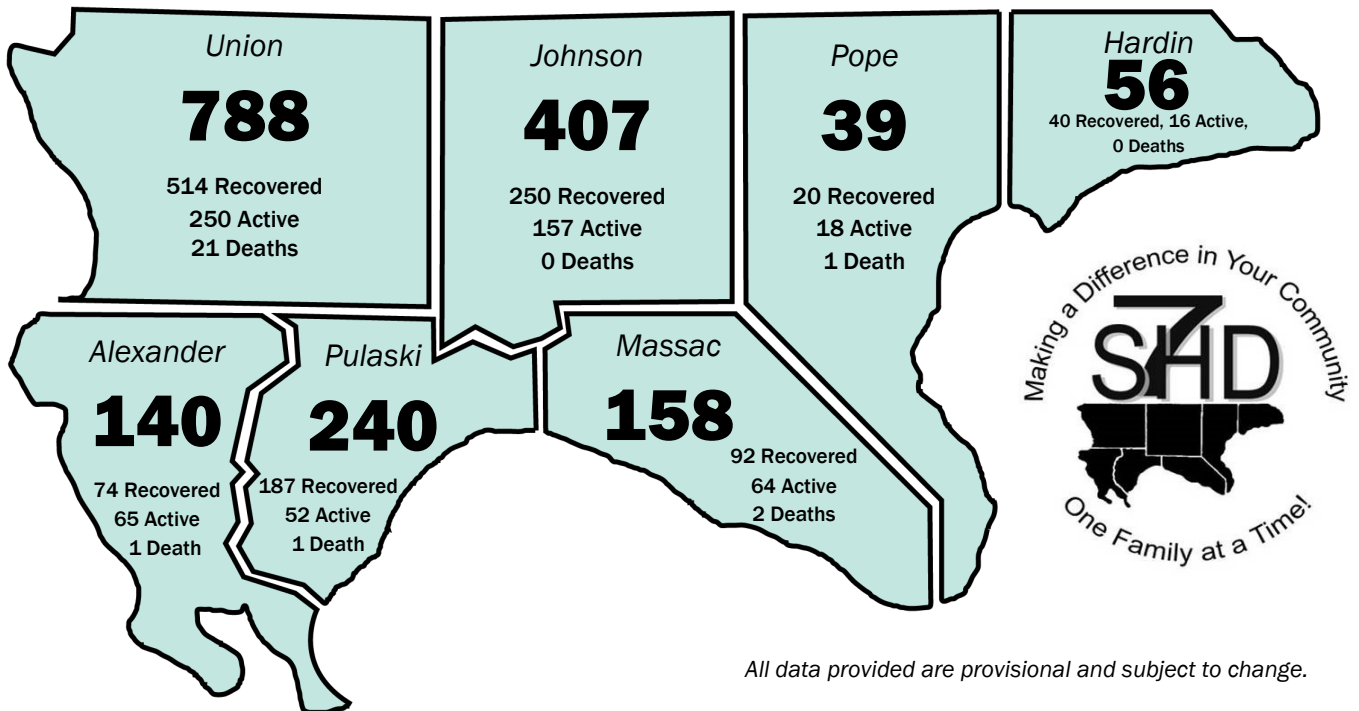 Union
788
514 Recovered
250 Active
21 Deaths
Johnson
407
250 Recovered
157 Active
0 Deaths
Pope
39
20 Recovered
18 Active
1 Death
Hardin
56
40 Recovered, 16 Active,
0 Deaths
Alexander
140
74 Recovered
65 Active
1 Death
Pulaski
240
187 Recovered
52 Active
1 Death
Massac
158
92 Recovered
64 Active
2 Deaths
Making a Difference in Your Community
S7HD
One Family at a Time!
All data provided are provisional and subject to change.